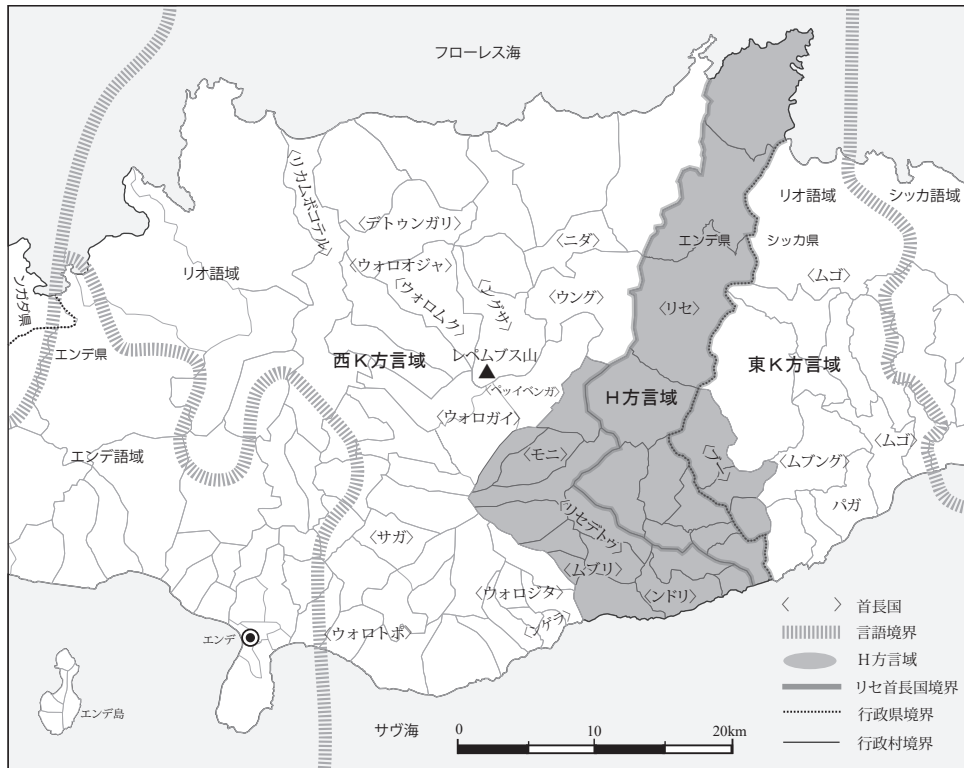 フローレス海
〈リカムボコテル〉
〈デトゥンガリ〉
〈ニダ〉
リオ語域
シッカ語域
エンデ県
シッカ県
リオ語域
〈ウォロオジャ〉
〈ウォロムク〉
〈ングサ〉
〈ウング〉
〈リセ〉
〈ムゴ〉
ンガダ県
エンデ県
西K方言域
レペムブス山
〈ペッイベンガ〉
〈ウォロガイ〉
H方言域
東K方言域
エンデ語域
〈モニ〉
〈ブー〉
〈ムブング〉
〈ムゴ〉
パガ
〈サガ〉
〈リセデトゥ〉
〈ムブリ〉
〈ウォロジタ〉
〈ンドリ〉
〈ンゲラ〉
エンデ
〈ウォロトポ〉
エンデ島
サヴ海
0 10 20km
〈 〉 首長国
言語境界
H方言域
リセ首長国境界
行政県境界
行政村境界